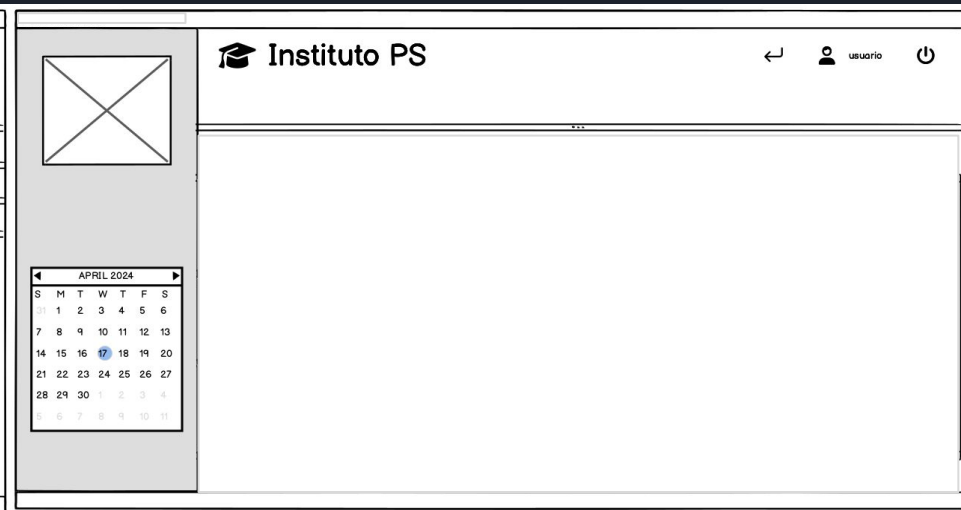 Instituto PS
usuario
APRIL 2024
S M T W T F S
31 1 2 3 4 5 6
7 8 9 10 11 12 13
14 15 16 17 18 19 20
21 22 23 24 25 26 27
28 29 30 1 2 3 4
5 6 7 8 9 10 11